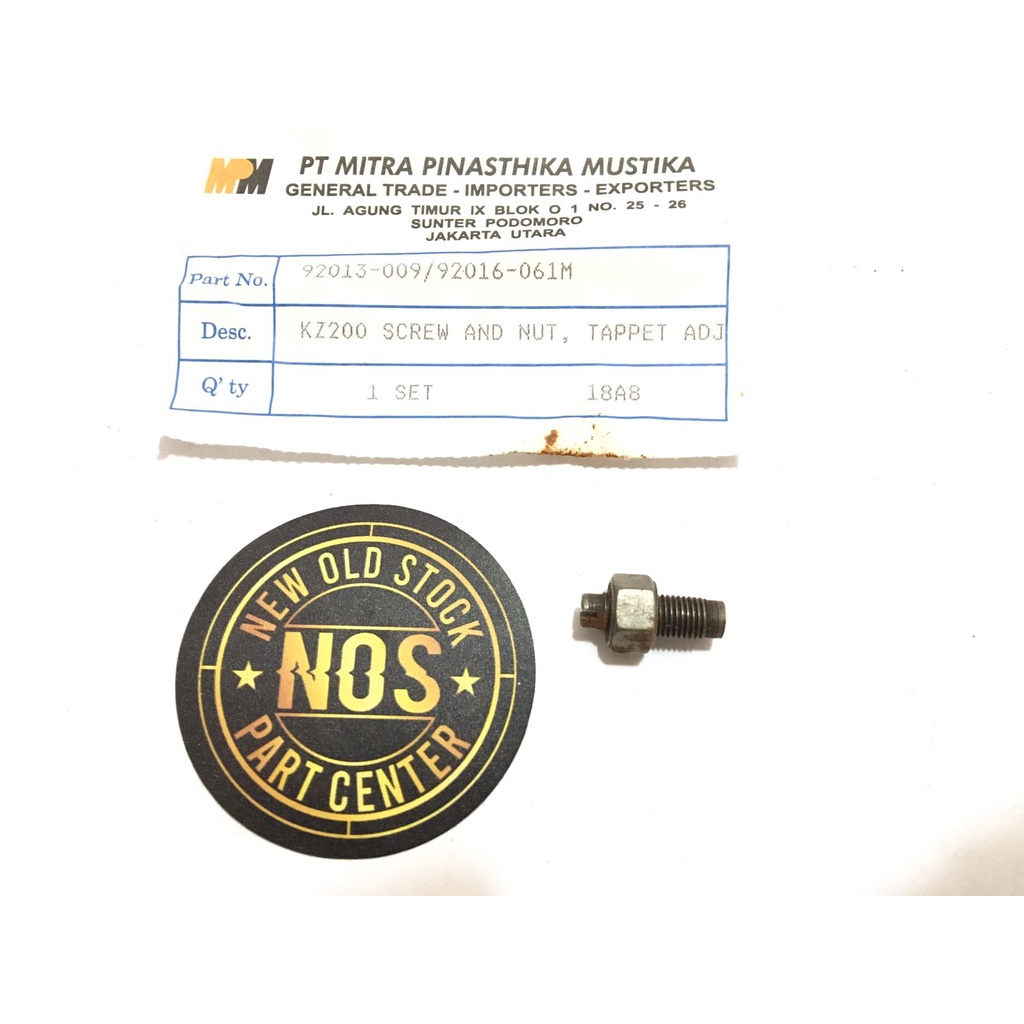 MPM
PT MITRA PINASTHIKA MUSTIKA
GENERAL TRADE - IMPORTERS - EXPORTERS
JL. AGUNG TIMUR IX BLOK O 1 NO. 25 - 26
SUNTER PODOMORO
JAKARTA UTARA
Part No. 92013-009/92016-061M
Desc. KZ200 SCREW AND NUT, TAPPET ADJ
Q'ty 1 SET 18A8
NEW OLD STOCK
NOS
PART CENTER